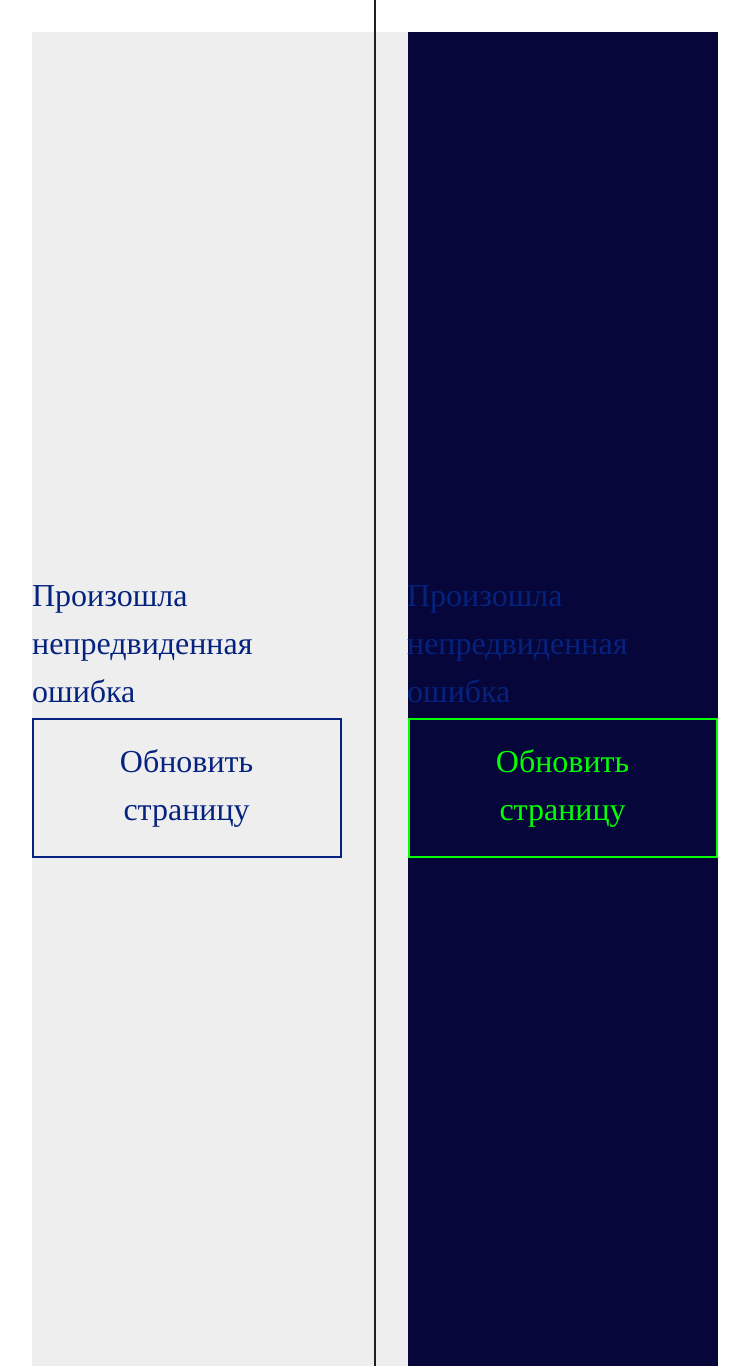 Произошла
непредвиденная
ошибка
Обновить
страницу
Произошла
непредвиденная
ошибка
Обновить
страницу